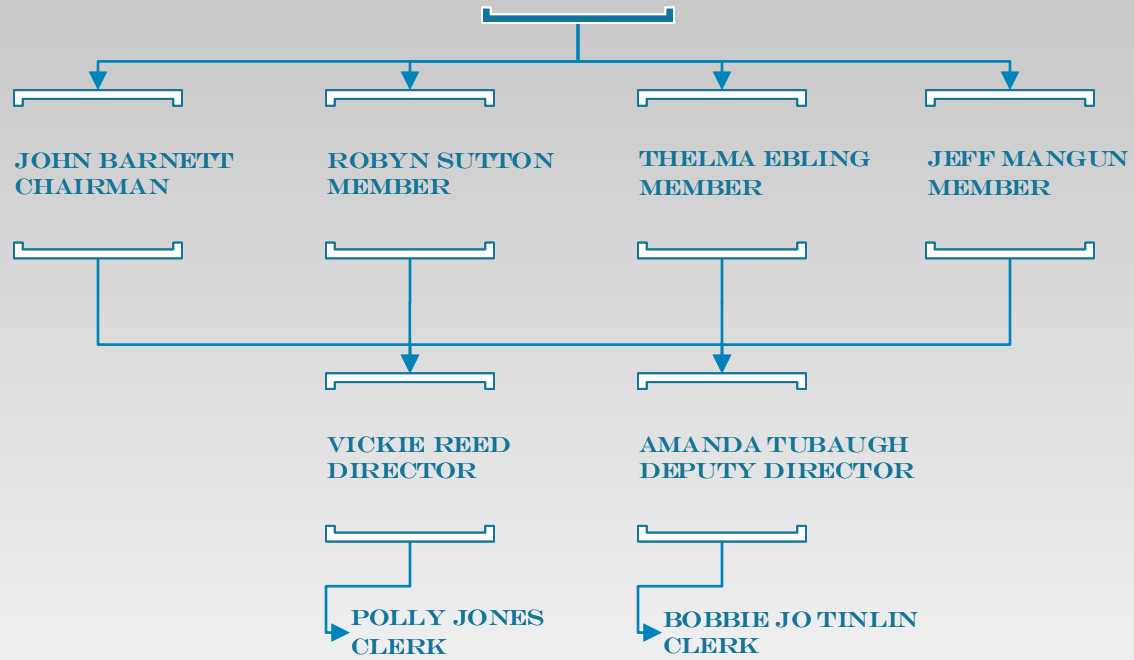 JOHN BARNETT
CHAIRMAN
ROBYN SUTTON
MEMBER
THELMA EBLING
MEMBER
JEFF MANGUN
MEMBER
VICKIE REED
DIRECTOR
AMANDA TUBAUGH
DEPUTY DIRECTOR
POLLY JONES
CLERK
BOBBIE JO TINLIN
CLERK